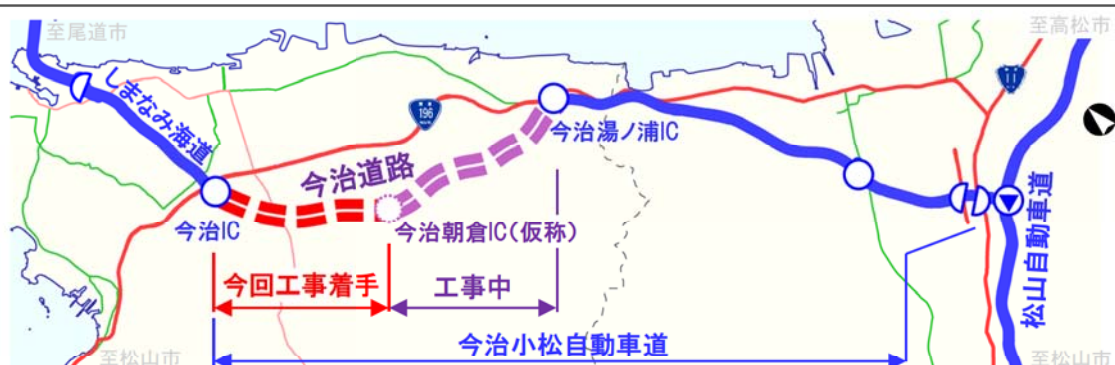 至尾道市
至高松市
しまなみ海道
196
11
今治湯ノ浦IC
今治道路
今治IC
今治朝倉IC(仮称)
松山自動車道
今回工事着手
工事中
今治小松自動車道
至松山市
至松山市